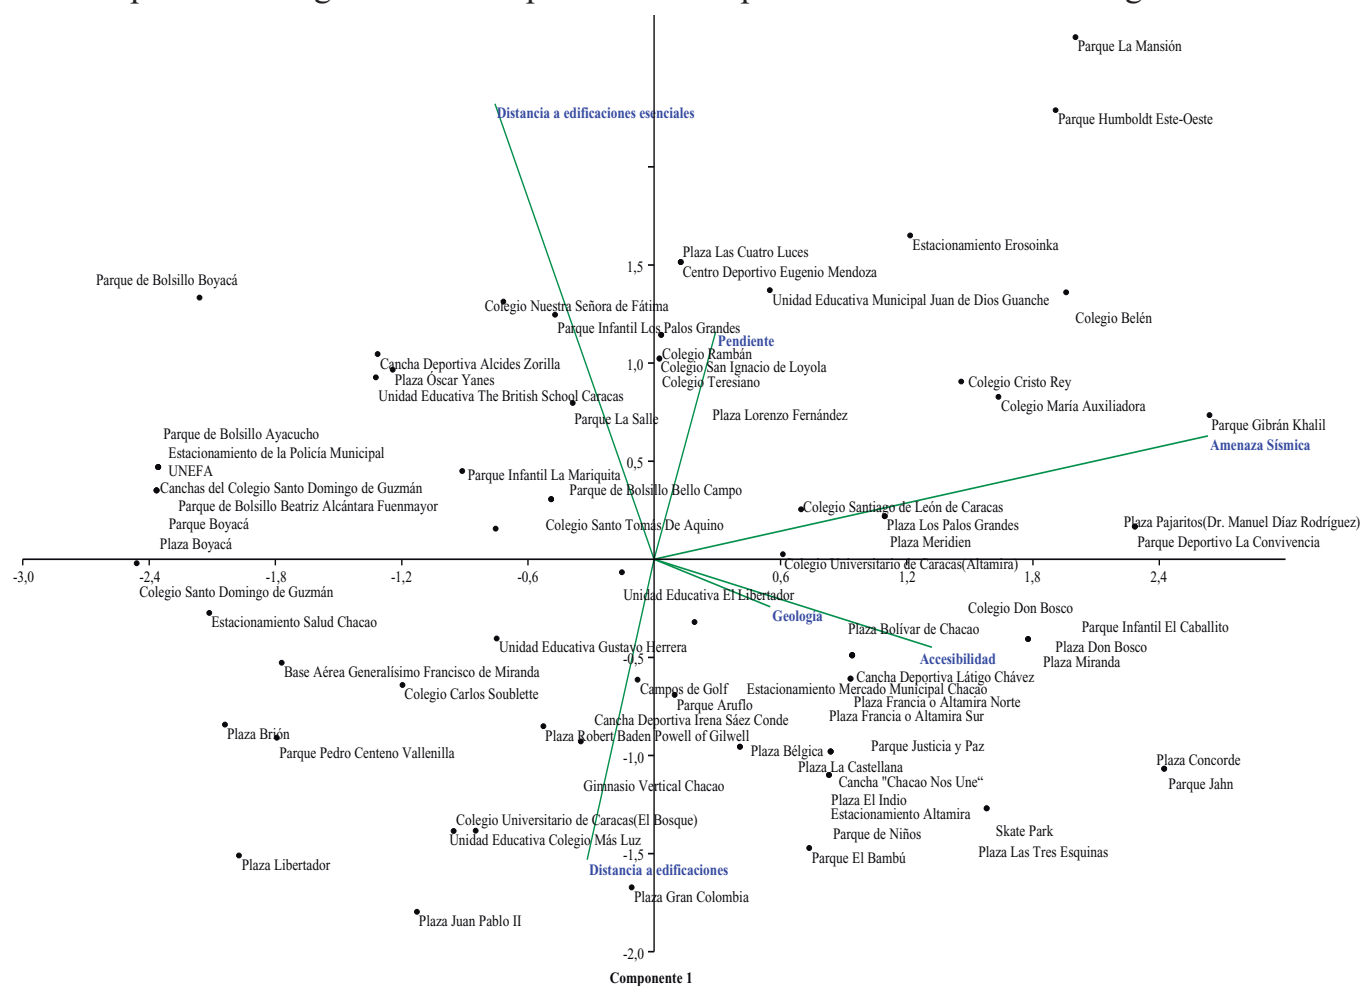 Parque La Mansión
Distancia a edificaciones esenciales
Parque Humboldt Este-Oeste
Estacionamiento Erosoinka
Plaza Las Cuatro Luces
1,5
Centro Deportivo Eugenio Mendoza
Parque de Bolsillo Boyacá
Unidad Educativa Municipal Juan de Dios Guanche
Colegio Nuestra Señora de Fátima
Colegio Belén
Parque Infantil Los Palos Grandes
Pendiente
Colegio Rambán
1,0
Cancha Deportiva Alcides Zorilla
Colegio San Ignacio de Loyola
Plaza Óscar Yanes
Colegio Teresiano
Colegio Cristo Rey
Unidad Educativa The British School Caracas
Colegio María Auxiliadora
Parque La Salle
Plaza Lorenzo Fernández
Parque Gibrán Khalil
Parque de Bolsillo Ayacucho
Amenaza Sísmica
Estacionamiento de la Policía Municipal
0,5
UNEFA
Parque Infantil La Mariquita
Canchas del Colegio Santo Domingo de Guzmán
Parque de Bolsillo Bello Campo
Parque de Bolsillo Beatriz Alcántara Fuenmayor
Colegio Santiago de León de Caracas
Parque Boyacá
Colegio Santo Tomás De Aquino
Plaza Los Palos Grandes
Plaza Pajaritos(Dr. Manuel Díaz Rodríguez)
Plaza Boyacá
Plaza Meridien
Parque Deportivo La Convivencia
Colegio Universitario de Caracas(Altamira)
-3,0 -2,4 -1,8 -1,2 -0,6 0,6 1,2 1,8 2,4
Colegio Santo Domingo de Guzmán
Unidad Educativa El Libertador
Geología
Colegio Don Bosco
Estacionamiento Salud Chacao
Plaza Bolívar de Chacao
Parque Infantil El Caballito
Unidad Educativa Gustavo Herrera
Plaza Don Bosco
-0,5
Accesibilidad
Plaza Miranda
Base Aérea Generalísimo Francisco de Miranda
Cancha Deportiva Látigo Chávez
Colegio Carlos Soublette
Campos de Golf
Estacionamiento Mercado Municipal Chacao
Parque Aruflo
Plaza Francia o Altamira Norte
Cancha Deportiva Irena Sáez Conde
Plaza Francia o Altamira Sur
Plaza Brión
Plaza Robert Baden Powell of Gilwell
Parque Pedro Centeno Vallenilla
-1,0
Plaza Bélgica
Parque Justicia y Paz
Plaza La Castellana
Plaza Concorde
Gimnasio Vertical Chacao
Cancha "Chacao Nos Une“
Parque Jahn
Plaza El Indio
Colegio Universitario de Caracas(El Bosque)
Estacionamiento Altamira
Unidad Educativa Colegio Más Luz
Parque de Niños
Skate Park
-1,5
Parque El Bambú
Plaza Las Tres Esquinas
Plaza Libertador
Distancia a edificaciones
Plaza Gran Colombia
Plaza Juan Pablo II
-2,0
Componente 1